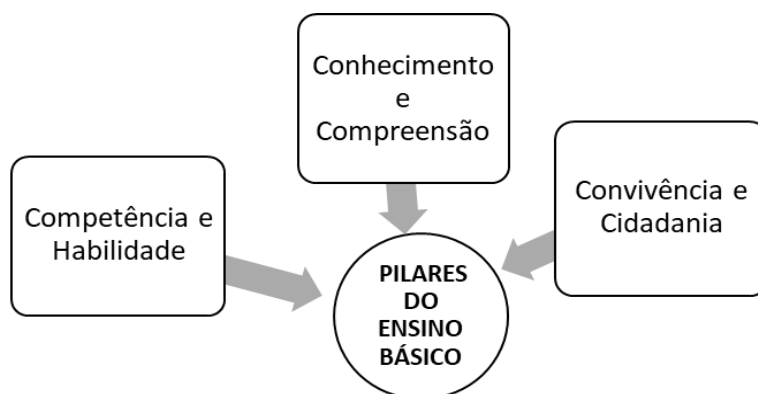 Conhecimento
e
Compreensão
Competência e
Habilidade
Convivência e
Cidadania
PILARES
DO
ENSINO
BÁSICO